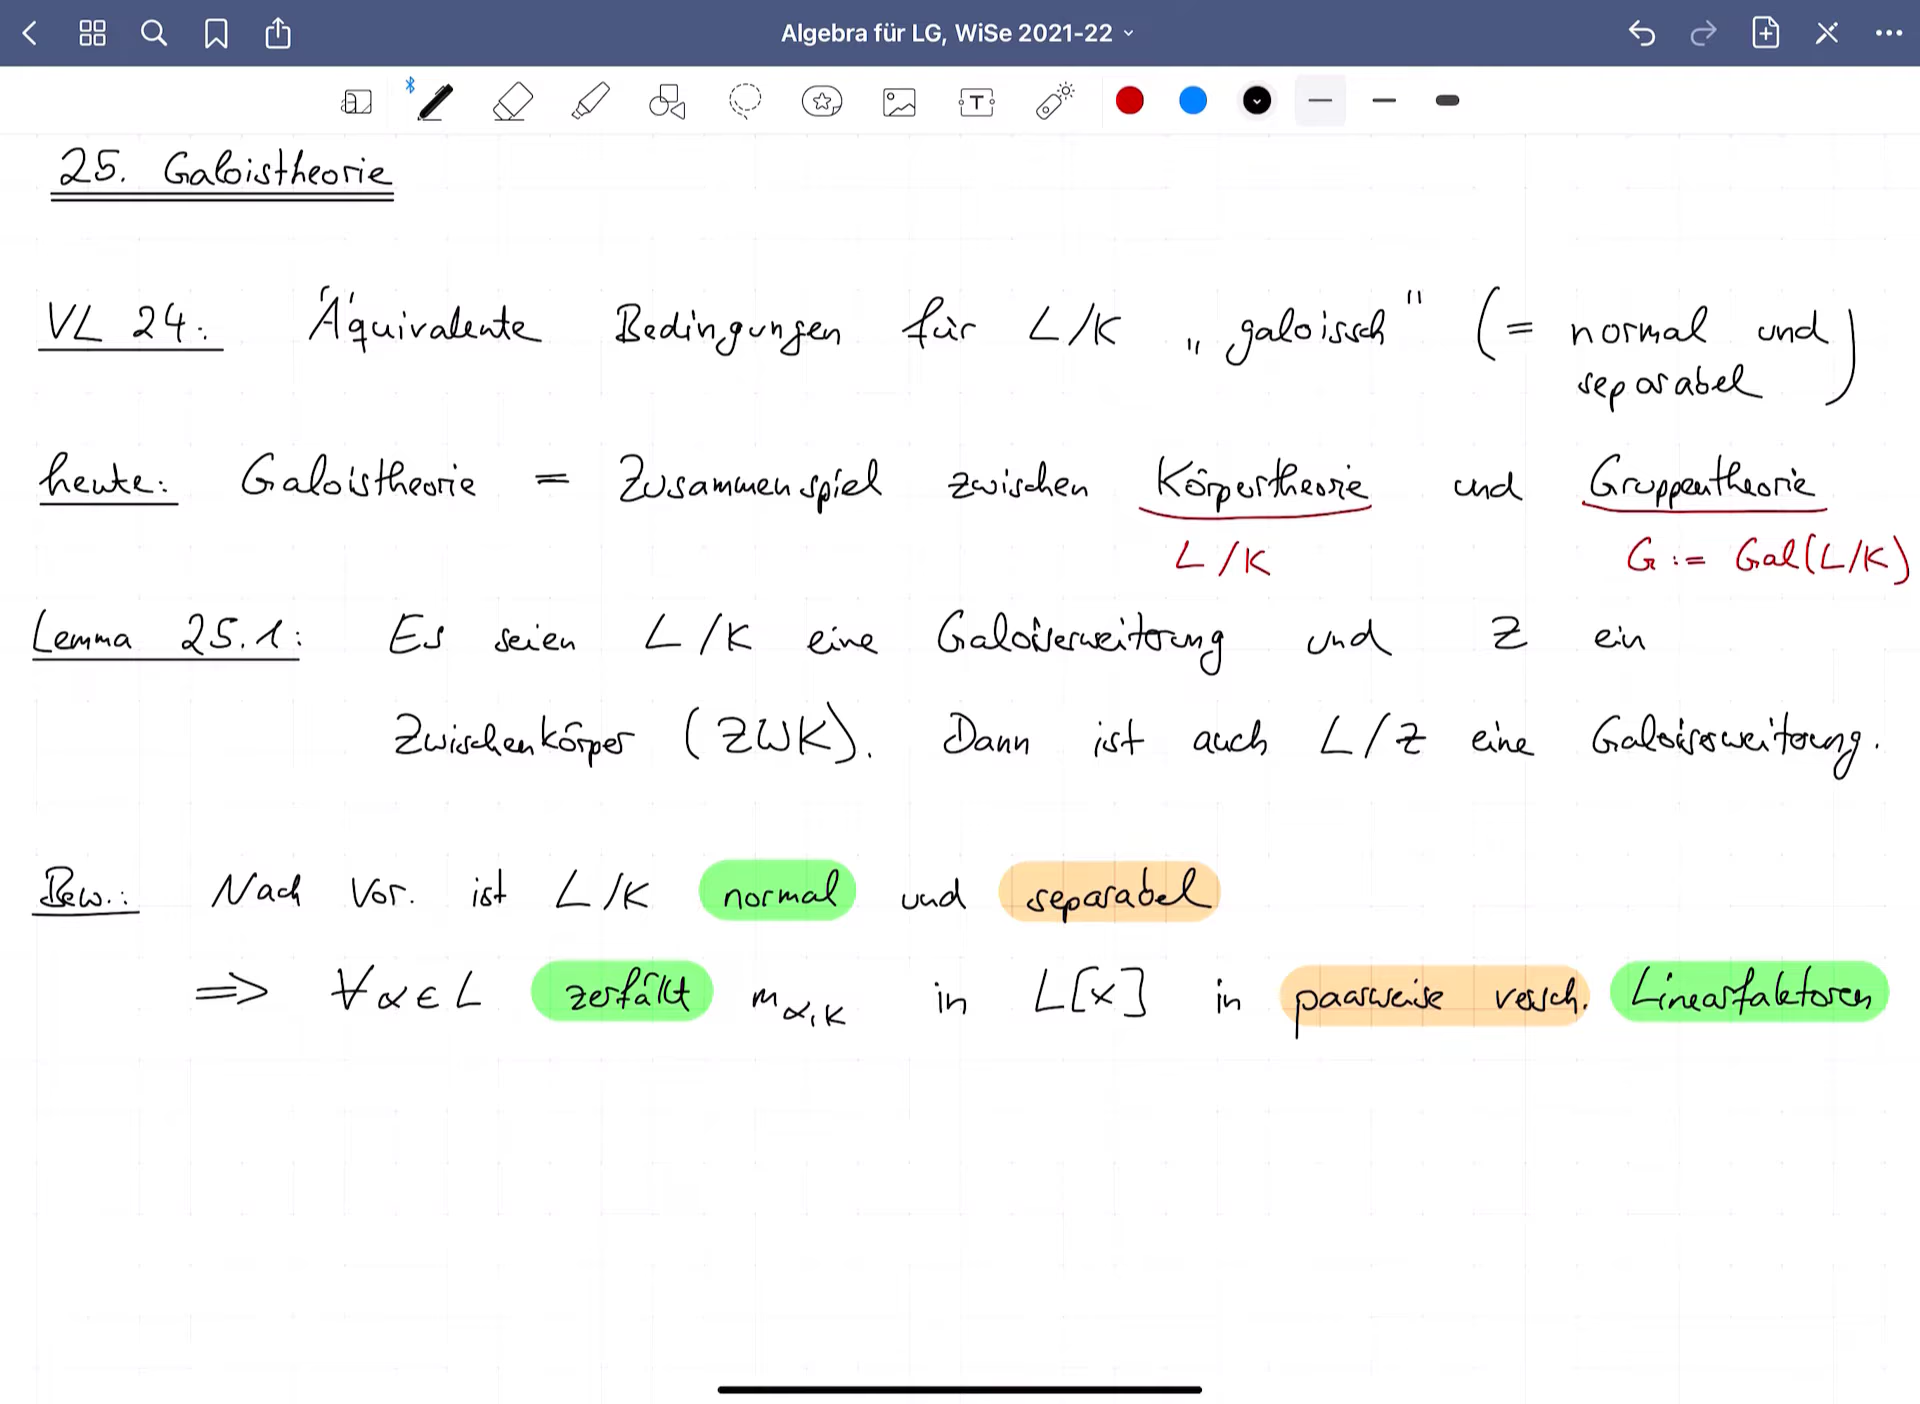 Algebra für LG, WiSe 2021-22
25. Galoistheorie
VL 24: Äquivalente Bedingungen für L/K „galoissch" (= normal und separabel)
heute: Galoistheorie = Zusammenspiel zwischen Körpertheorie und Gruppentheorie
L/K G := Gal(L/K)
Lemma 25.1: Es seien L/K eine Galoiserweiterung und Z ein
Zwischenkörper (ZWK). Dann ist auch L/Z eine Galoiserweiterung.
Bew.: Nach Vor. ist L/K normal und separabel
⇒ ∀ α ∈ L zerfällt m_{α,K} in L[x] in paarweise versch. Linearfaktoren